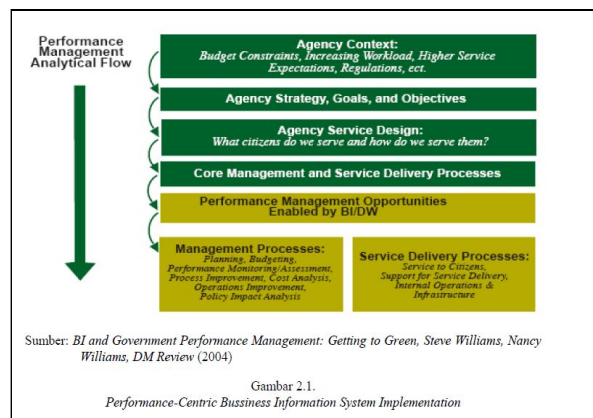 Performance
Management
Analytical Flow
Agency Context:
Budget Constraints, Increasing Workload, Higher Service
Expectations, Regulations, ect.
Agency Strategy, Goals, and Objectives
Agency Service Design:
What citizens do we serve and how do we serve them?
Core Management and Service Delivery Processes
Performance Management Opportunities
Enabled by BI/DW
Management Processes:
Planning, Budgeting,
Performance Monitoring/Assessment,
Process Improvement, Cost Analysis,
Operations Improvement,
Policy Impact Analysis
Service Delivery Processes:
Service to Citizens,
Support for Service Delivery,
Internal Operations &
Infrastructure
Sumber: BI and Government Performance Management: Getting to Green, Steve Williams, Nancy
Williams, DM Review (2004)
Gambar 2.1.
Performance-Centric Bussiness Information System Implementation